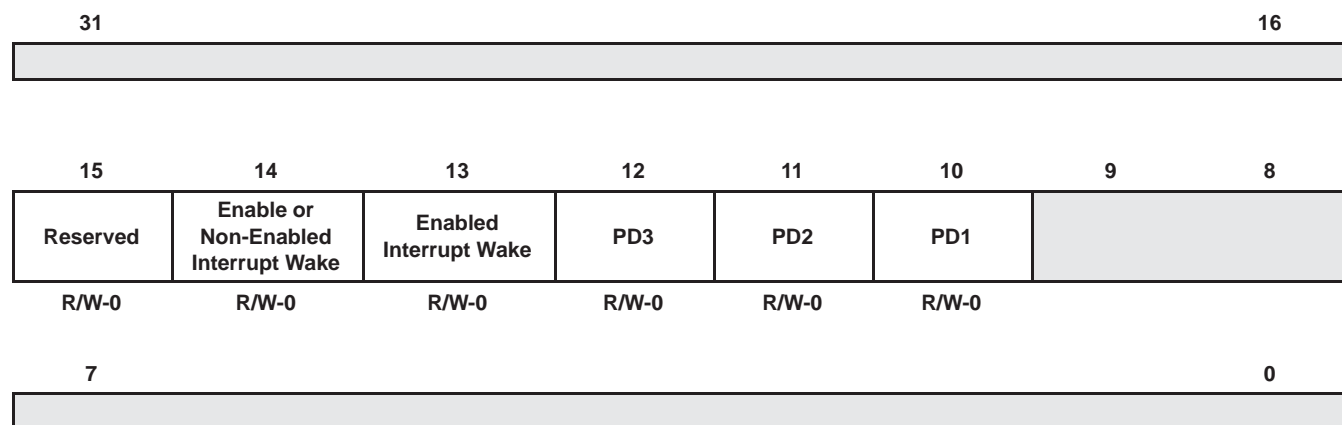 31 16
15 14 13 12 11 10 9 8
Reserved
Enable or
Non-Enabled
Interrupt Wake
Enabled
Interrupt Wake
PD3
PD2
PD1
R/W-0 R/W-0 R/W-0 R/W-0 R/W-0 R/W-0
7 0